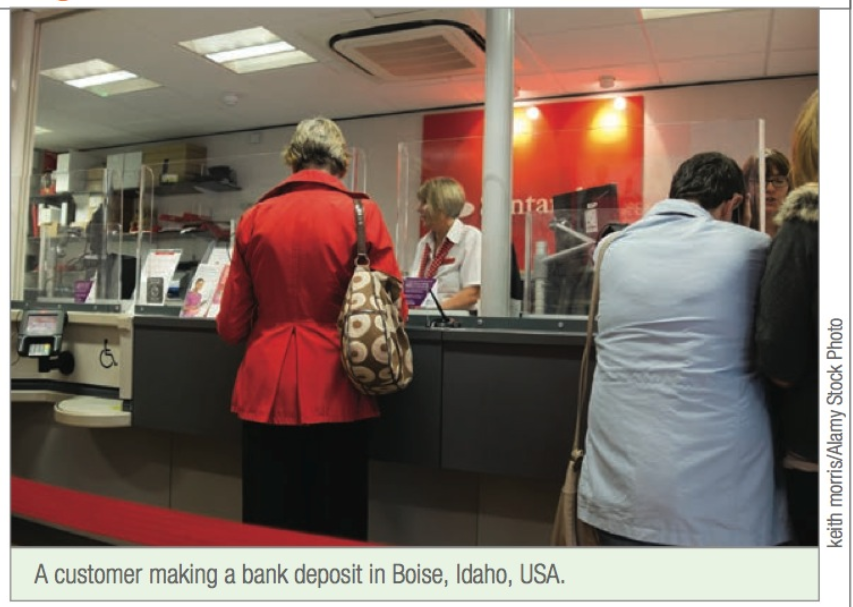 A customer making a bank deposit in Boise, Idaho, USA.
keith morris/Alamy Stock Photo